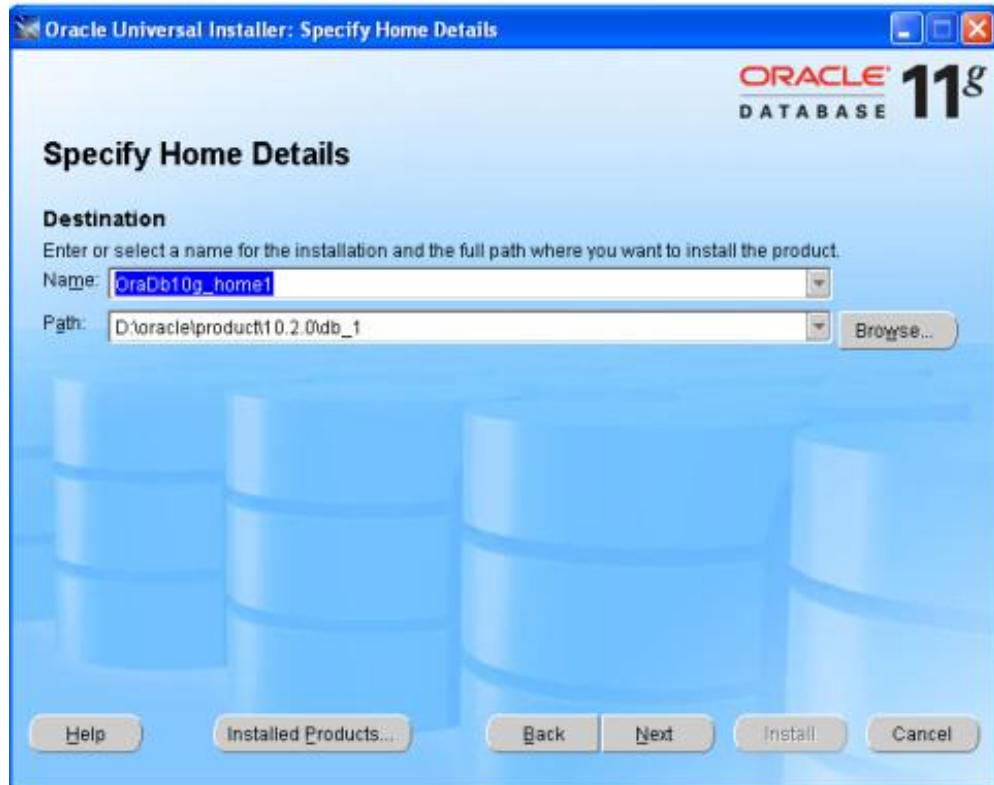 Oracle Universal Installer: Specify Home Details
ORACLE® 11g
DATABASE
Specify Home Details
Destination
Enter or select a name for the installation and the full path where you want to install the product.
Name: OraDb10g_home1
Path: D:\oracle\product\10.2.0\db_1 Browse...
Help Installed Products... Back Next Install Cancel